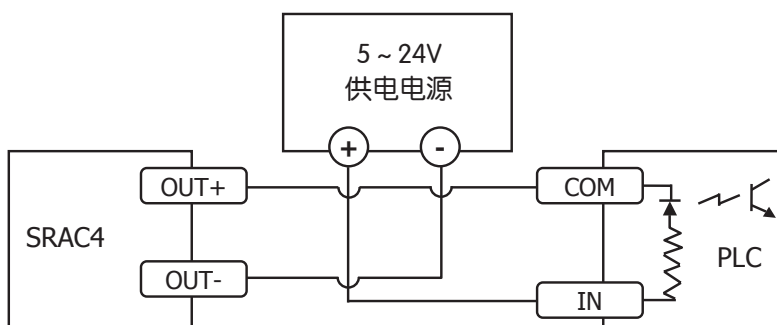 5 ~ 24V
供电电源
+
-
OUT+
COM
SRAC4
PLC
OUT-
IN